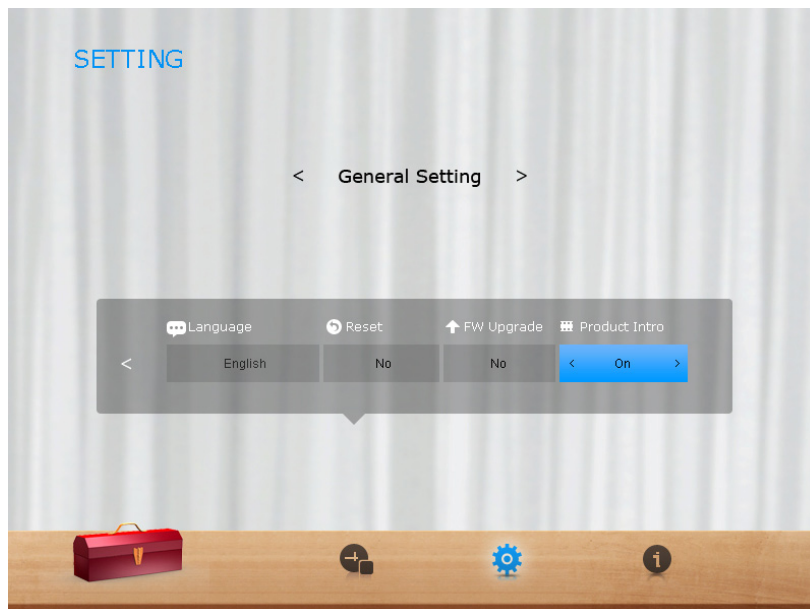 SETTING
< General Setting >
Language Reset FW Upgrade Product Intro
< English No No < On >